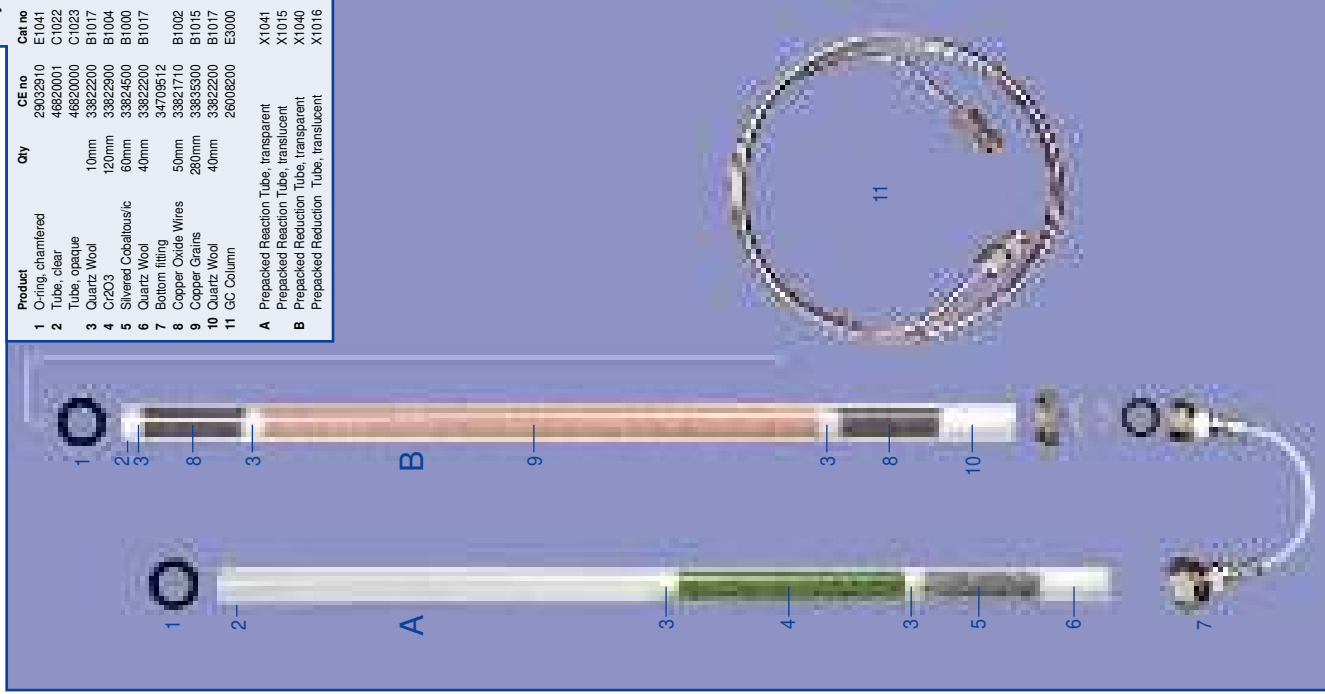 Product Qty CE no Cat no
1 O-ring, chamfered 29032910 E1041
2 Tube, clear 46820001 C1022
Tube, opaque 46820000 C1023
3 Quartz Wool 10mm 33822200 B1017
4 Cr2O3 120mm 33822900 B1004
5 Silvered Cobaltous/ic 60mm 33824500 B1000
6 Quartz Wool 40mm 33822200 B1017
7 Bottom fitting 34709512
8 Copper Oxide Wires 50mm 33821710 B1002
9 Copper Grains 280mm 33835300 B1015
10 Quartz Wool 40mm 33822200 B1017
11 GC Column 26008200 E3000
A Prepacked Reaction Tube, transparent X1041
Prepacked Reaction Tube, translucent X1015
B Prepacked Reduction Tube, transparent X1040
Prepacked Reduction Tube, translucent X1016
1
2
3
8
3
B
9
3
8
10
11
1
2
A
3
4
3
5
6
7